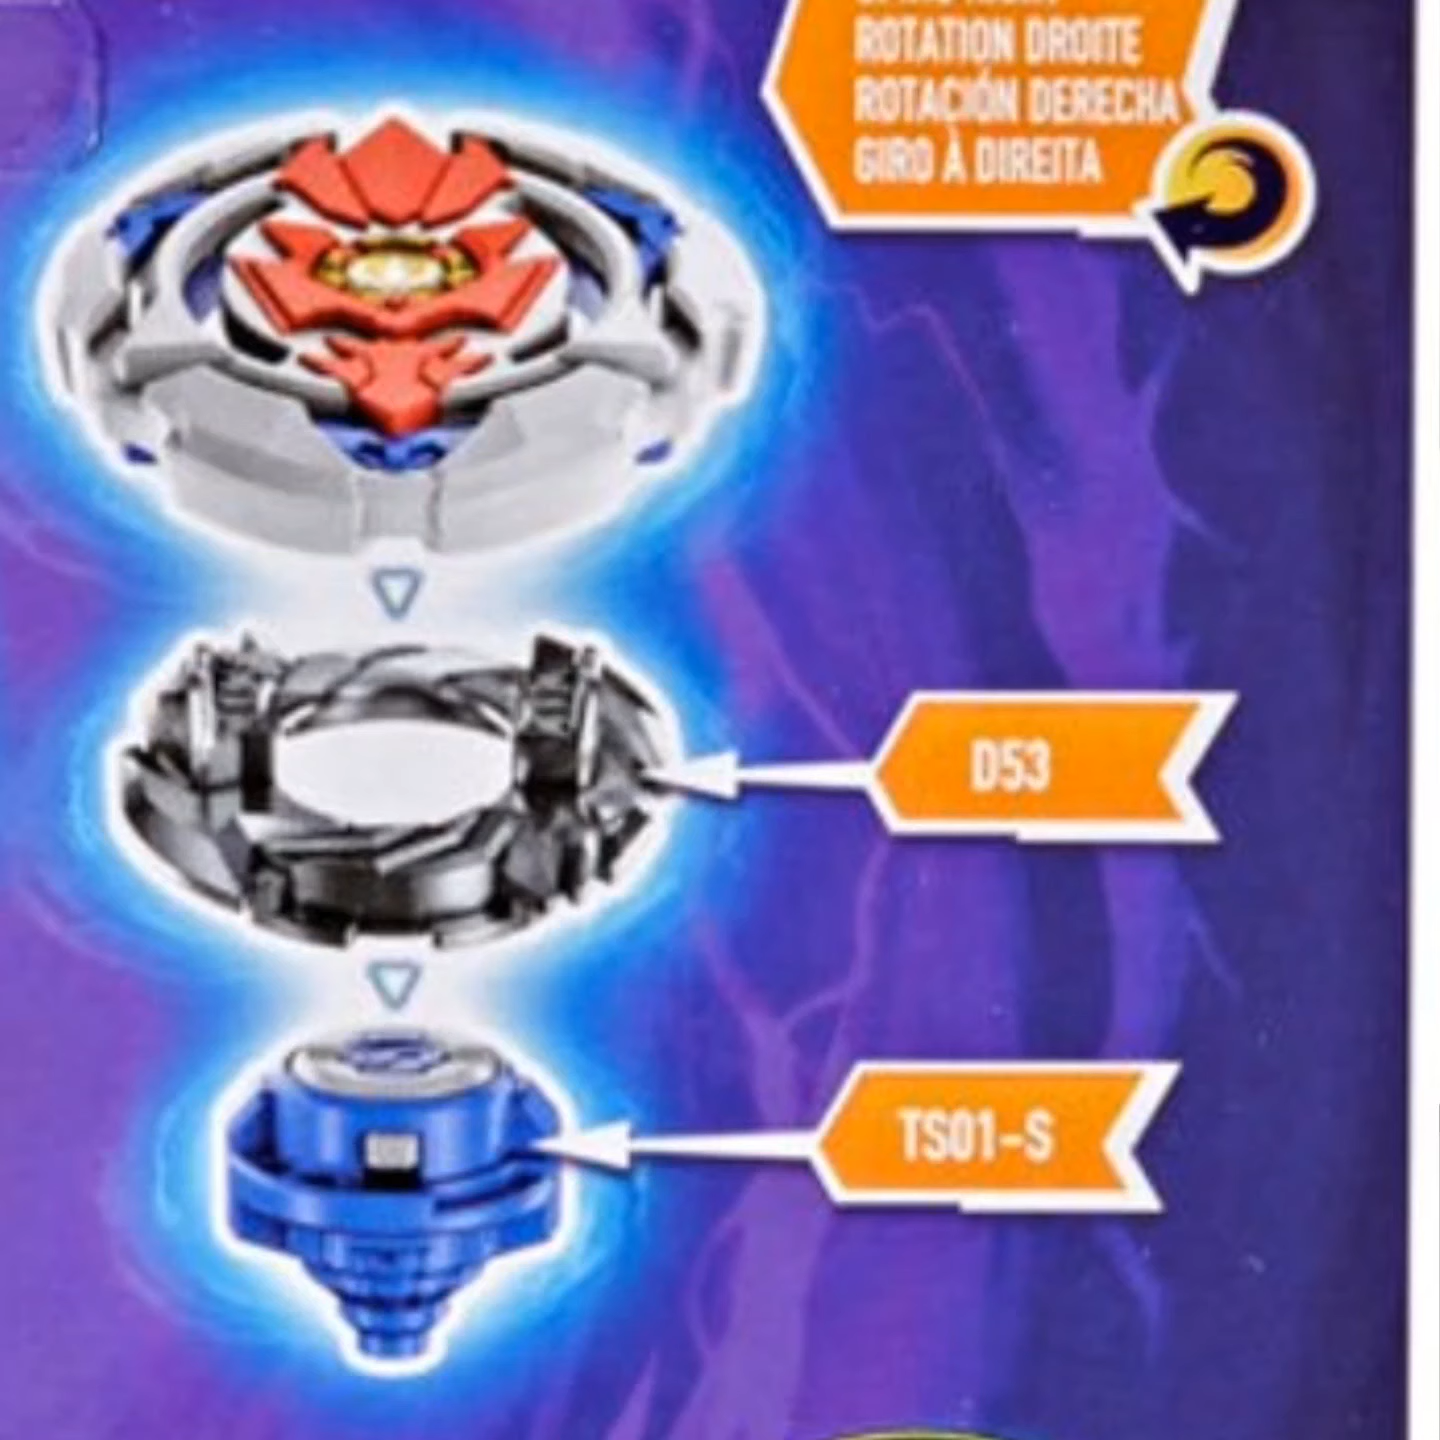 ROTATION DROITE
ROTACIÓN DERECHA
GIRO À DIREITA
D53
TS01-S